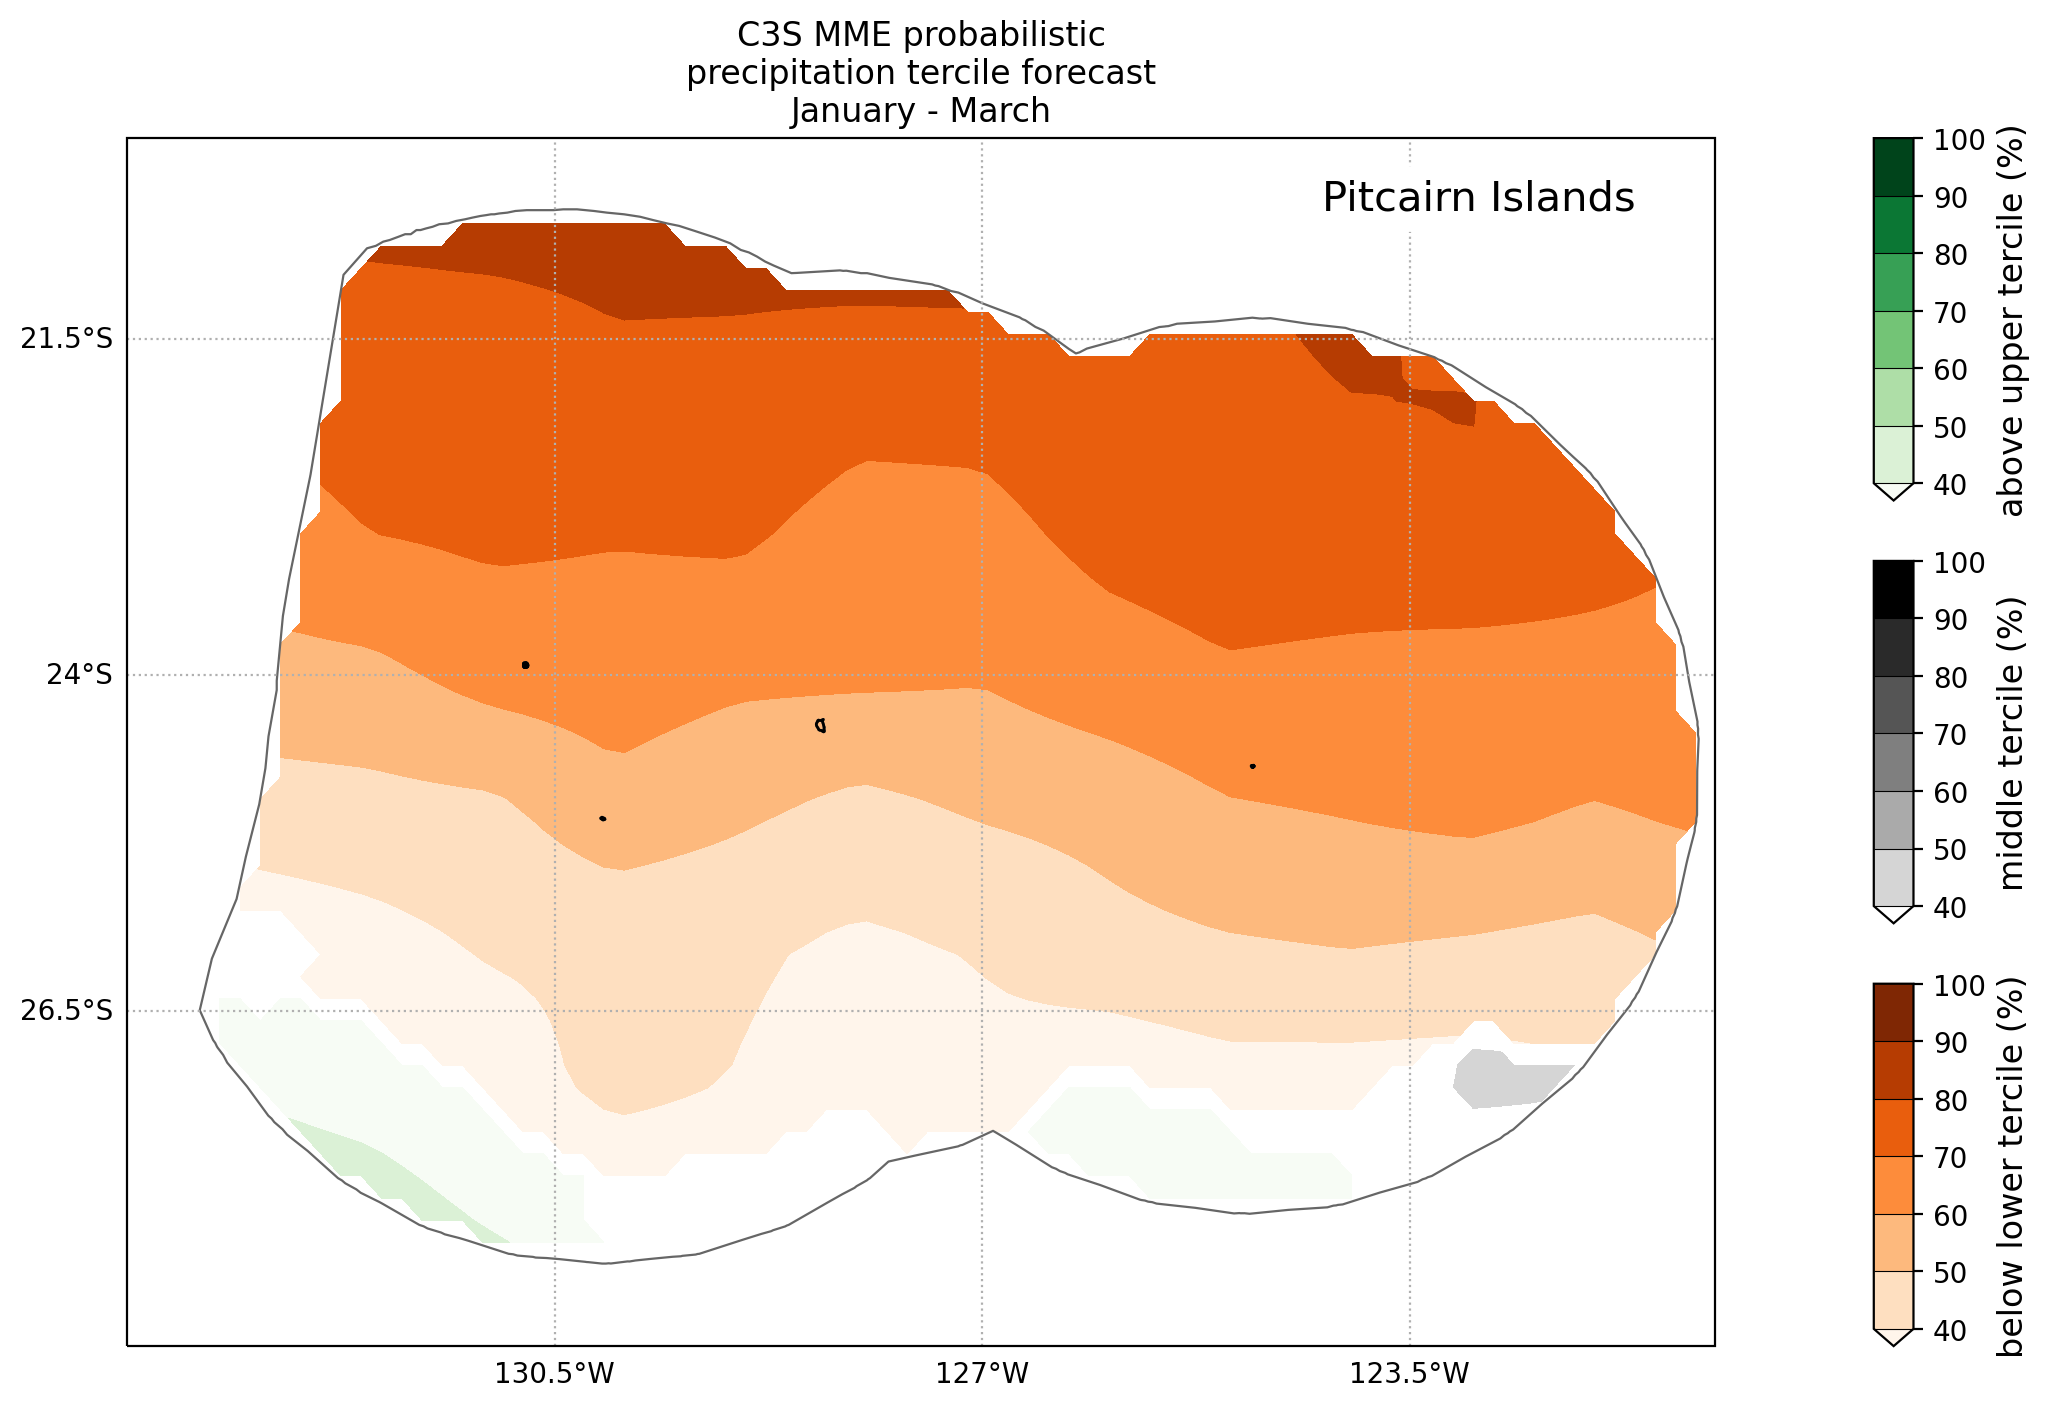 C3S MME probabilistic
precipitation tercile forecast
January - March
Pitcairn Islands
21.5°S
24°S
26.5°S
130.5°W
127°W
123.5°W
100
90
80
70
60
50
40
above upper tercile (%)
100
90
80
70
60
50
40
middle tercile (%)
100
90
80
70
60
50
40
below lower tercile (%)